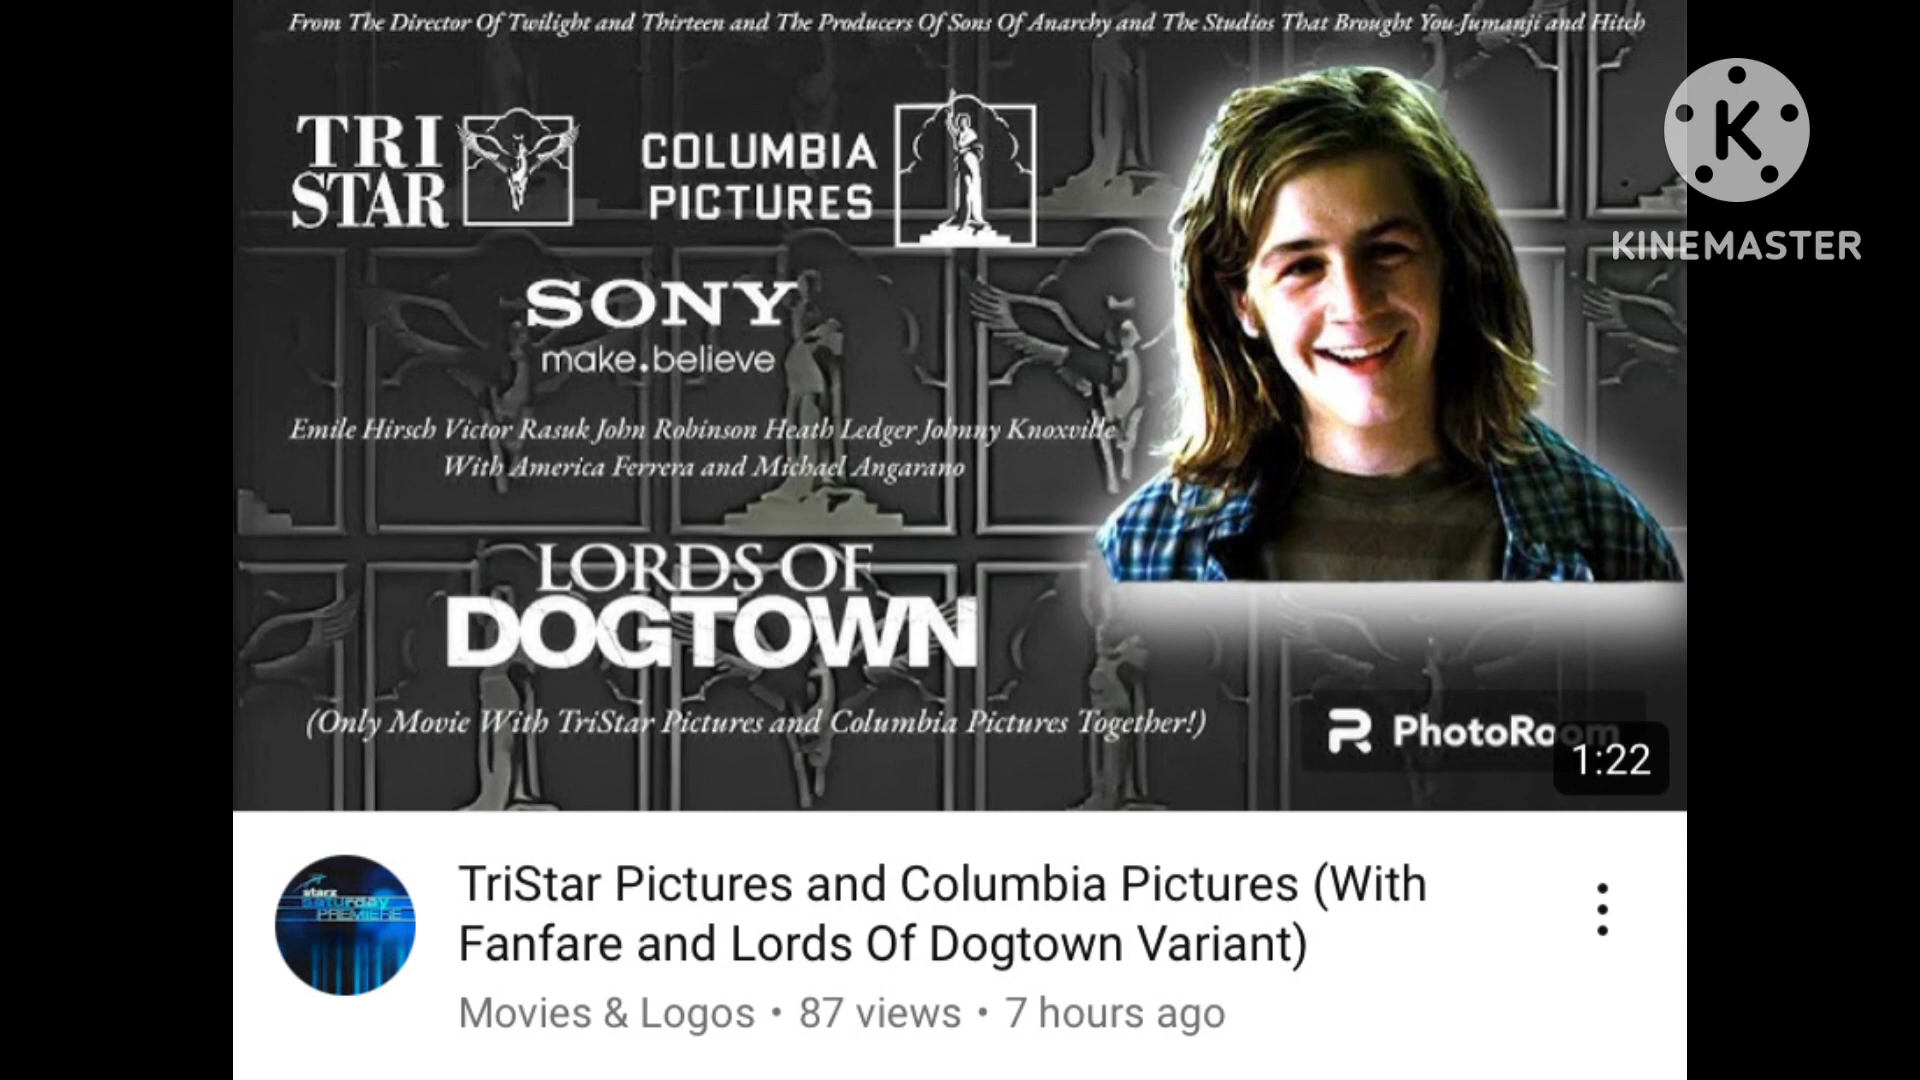 From The Director Of Twilight and Thirteen and The Producers Of Sons Of Anarchy and The Studios That Brought You Jumanji and Hitch
TRI
STAR
COLUMBIA
PICTURES
K
KINEMASTER
SONY
make.believe
Emile Hirsch Victor Rasuk John Robinson Heath Ledger Johnny Knoxville
With America Ferrera and Michael Angarano
LORDS OF
DOGTOWN
(Only Movie With TriStar Pictures and Columbia Pictures Together!)
PhotoRoom
1:22
starz
saturday
PREMIERE
TriStar Pictures and Columbia Pictures (With
Fanfare and Lords Of Dogtown Variant)
Movies & Logos • 87 views • 7 hours ago